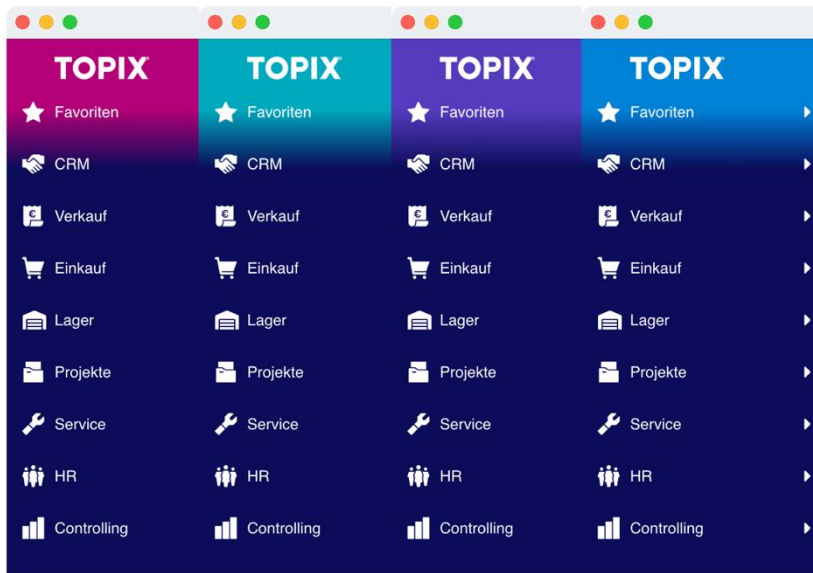 TOPIX TOPIX TOPIX TOPIX
Favoriten Favoriten Favoriten Favoriten
CRM CRM CRM CRM
Verkauf Verkauf Verkauf Verkauf
Einkauf Einkauf Einkauf Einkauf
Lager Lager Lager Lager
Projekte Projekte Projekte Projekte
Service Service Service Service
HR HR HR HR
Controlling Controlling Controlling Controlling